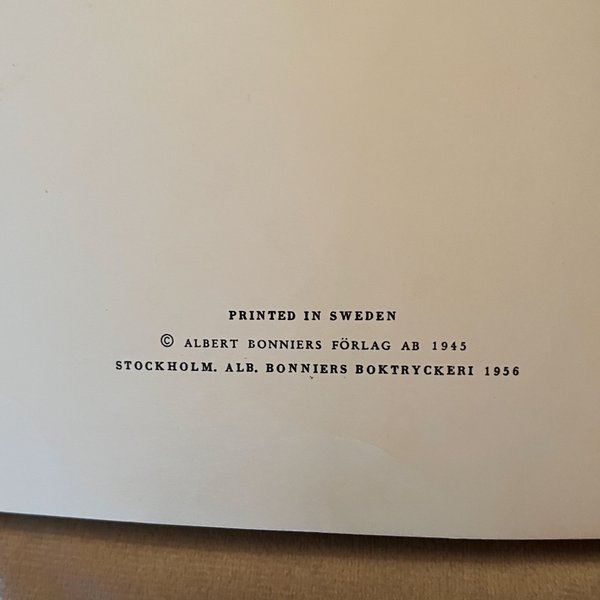 PRINTED IN SWEDEN
© ALBERT BONNIERS FÖRLAG AB 1945
STOCKHOLM. ALB. BONNIERS BOKTRYCKERI 1956